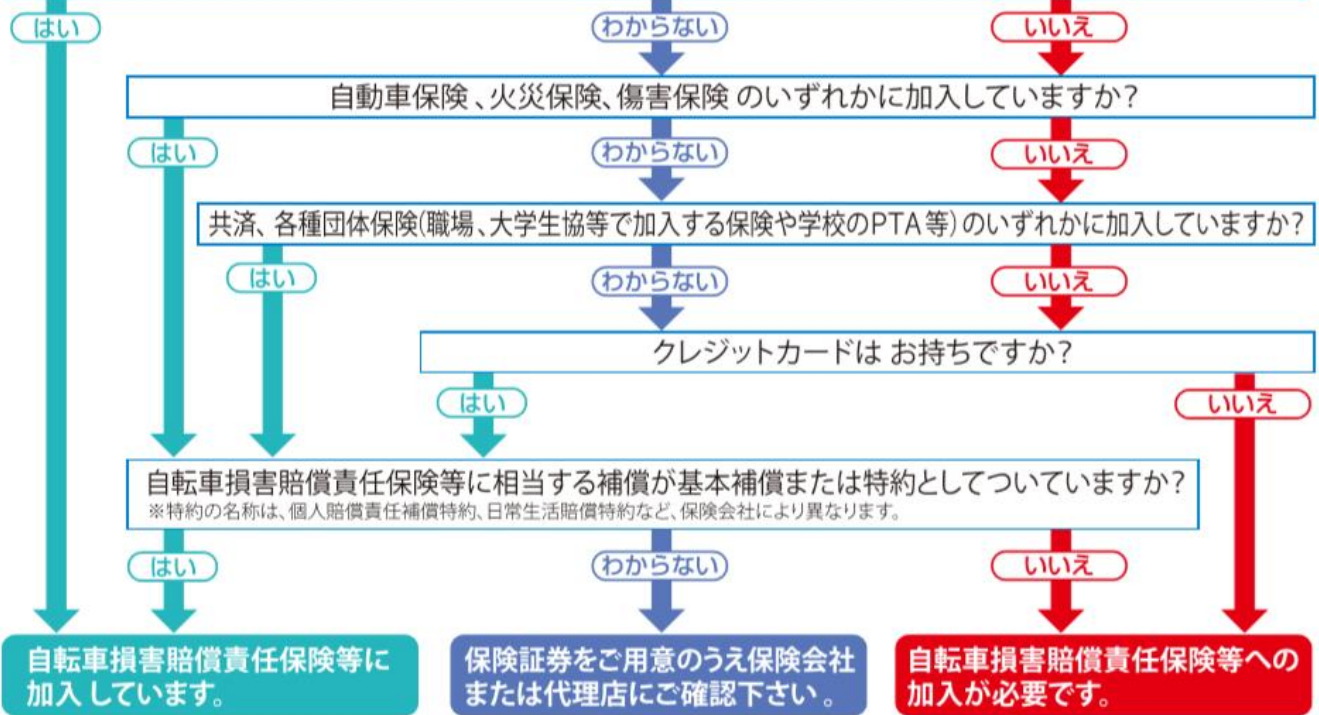 はい
わからない
いいえ
自動車保険、火災保険、傷害保険 のいずれかに加入していますか?
はい
わからない
いいえ
共済、各種団体保険(職場、大学生協等で加入する保険や学校のPTA等)のいずれかに加入していますか?
はい
わからない
いいえ
クレジットカードは お持ちですか?
はい
いいえ
自転車損害賠償責任保険等に相当する補償が基本補償または特約としてついていますか?
※特約の名称は、個人賠償責任補償特約、日常生活賠償特約など、保険会社により異なります。
はい
わからない
いいえ
自転車損害賠償責任保険等に
加入しています。
保険証券をご用意のうえ保険会社
または代理店にご確認下さい。
自転車損害賠償責任保険等への
加入が必要です。